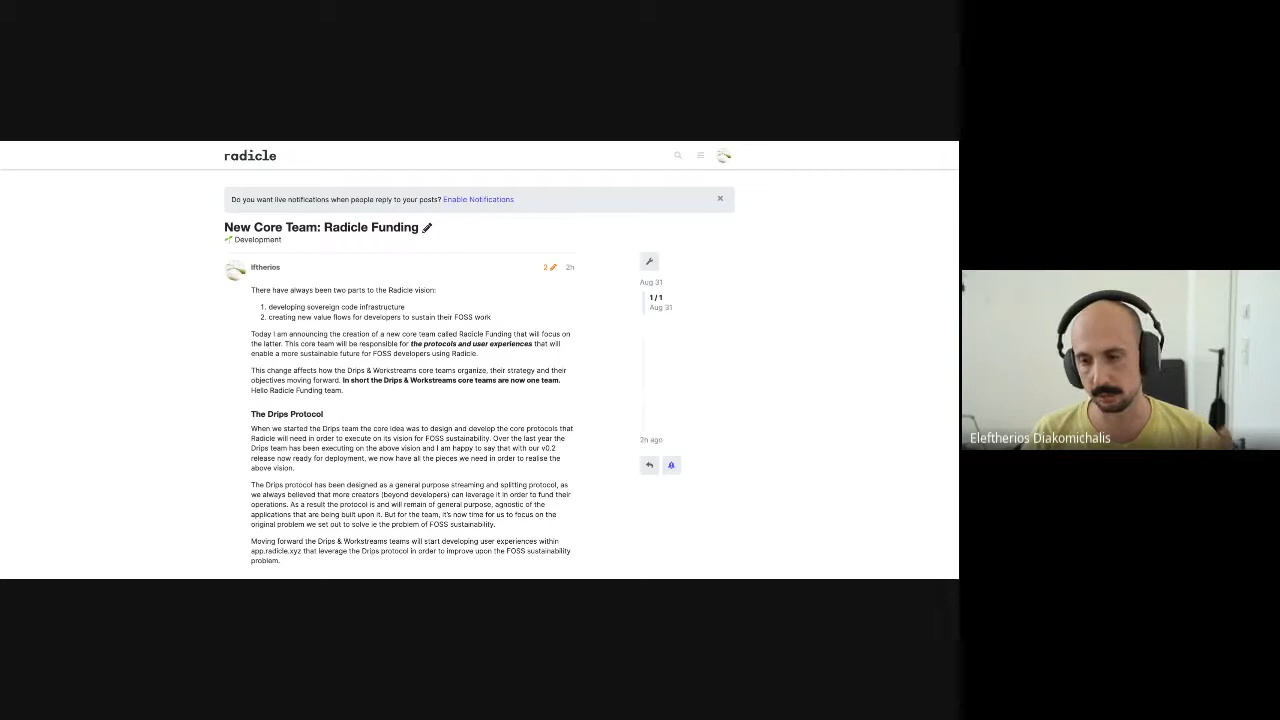 radicle
Do you want live notifications when people reply to your posts? Enable Notifications
New Core Team: Radicle Funding
Development
lftherios
2
2h
There have always been two parts to the Radicle vision:
1. developing sovereign code infrastructure
2. creating new value flows for developers to sustain their FOSS work
Today I am announcing the creation of a new core team called Radicle Funding that will focus on
the latter. This core team will be responsible for the protocols and user experiences that will
enable a more sustainable future for FOSS developers using Radicle.
This change affects how the Drips & Workstreams core teams organize, their strategy and their
objectives moving forward. In short the Drips & Workstreams core teams are now one team.
Hello Radicle Funding team.
The Drips Protocol
When we started the Drips team the core idea was to design and develop the core protocols that
Radicle will need in order to execute on its vision for FOSS sustainability. Over the last year the
Drips team has been executing on the above vision and I am happy to say that with our v0.2
release now ready for deployment, we now have all the pieces we need in order to realise the
above vision.
The Drips protocol has been designed as a general purpose streaming and splitting protocol, as
we always believed that more creators (beyond developers) can leverage it in order to fund their
operations. As a result the protocol is and will remain of general purpose, agnostic of the
applications that are being built upon it. But for the team, it's now time for us to focus on the
original problem we set out to solve ie the problem of FOSS sustainability.
Moving forward the Drips & Workstreams teams will start developing user experiences within
app.radicle.xyz that leverage the Drips protocol in order to improve upon the FOSS sustainability
problem.
Aug 31
1 / 1
Aug 31
2h ago
Eleftherios Diakomichalis